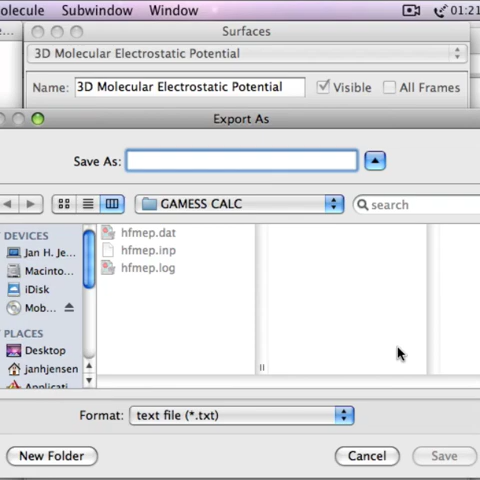 olecule Subwindow Window 01:21
Surfaces
3D Molecular Electrostatic Potential
Name: 3D Molecular Electrostatic Potential Visible All Frames
Export As
Save As:
GAMESS CALC search
DEVICES
Jan H. Je...
Macinto...
iDisk
Mob...
PLACES
Desktop
janhjensen
Applicati
hfmep.dat
hfmep.inp
hfmep.log
Format: text file (*.txt)
New Folder Cancel Save